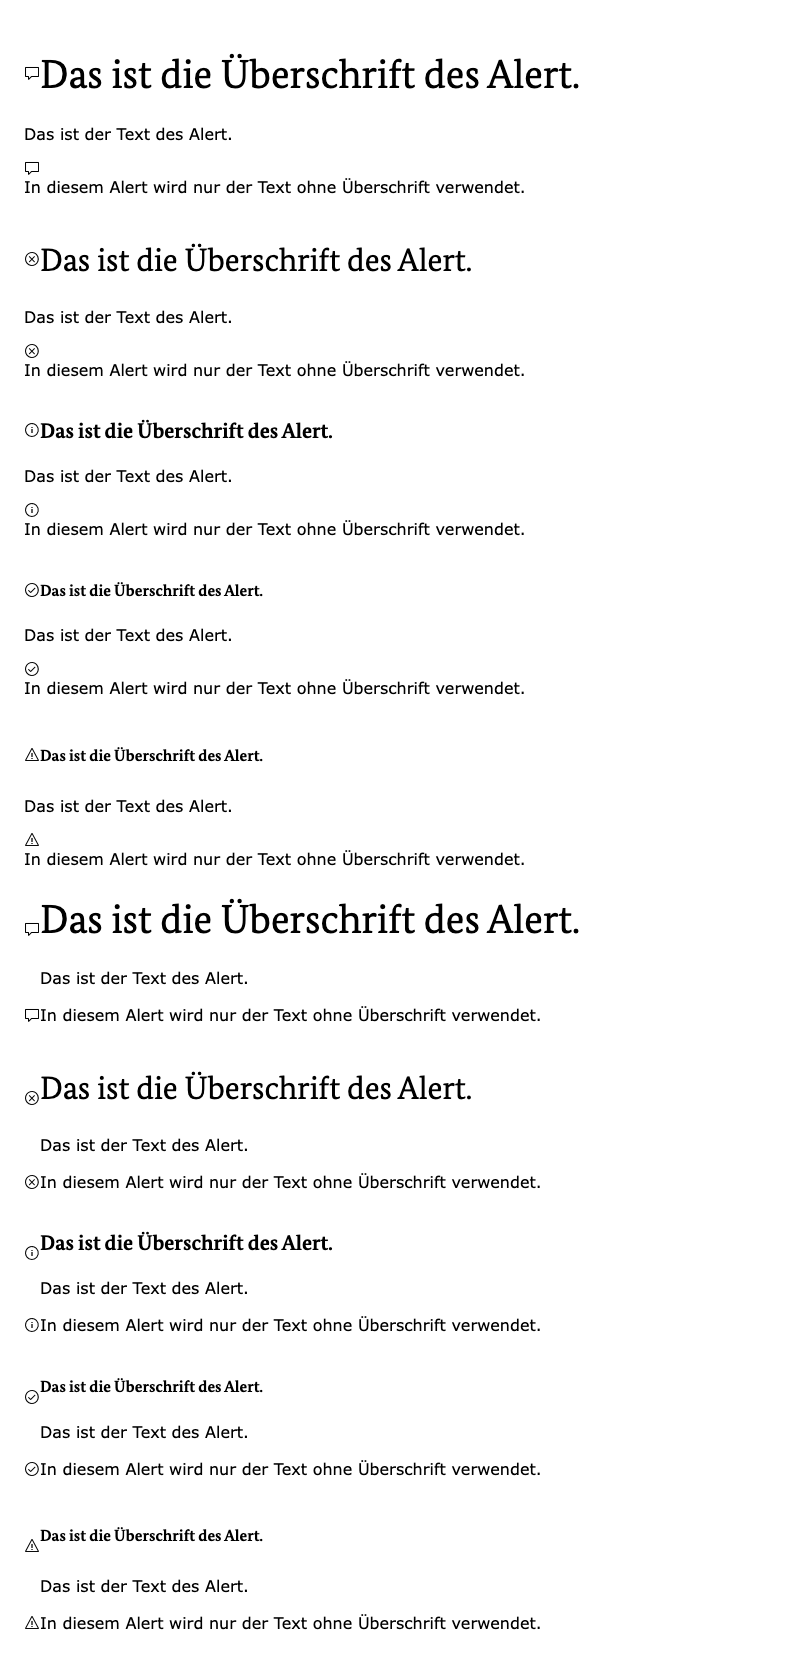 Das ist die Überschrift des Alert.
Das ist der Text des Alert.
In diesem Alert wird nur der Text ohne Überschrift verwendet.
Das ist die Überschrift des Alert.
Das ist der Text des Alert.
In diesem Alert wird nur der Text ohne Überschrift verwendet.
Das ist die Überschrift des Alert.
Das ist der Text des Alert.
In diesem Alert wird nur der Text ohne Überschrift verwendet.
Das ist die Überschrift des Alert.
Das ist der Text des Alert.
In diesem Alert wird nur der Text ohne Überschrift verwendet.
Das ist die Überschrift des Alert.
Das ist der Text des Alert.
In diesem Alert wird nur der Text ohne Überschrift verwendet.
Das ist die Überschrift des Alert.
Das ist der Text des Alert.
In diesem Alert wird nur der Text ohne Überschrift verwendet.
Das ist die Überschrift des Alert.
Das ist der Text des Alert.
In diesem Alert wird nur der Text ohne Überschrift verwendet.
Das ist die Überschrift des Alert.
Das ist der Text des Alert.
In diesem Alert wird nur der Text ohne Überschrift verwendet.
Das ist die Überschrift des Alert.
Das ist der Text des Alert.
In diesem Alert wird nur der Text ohne Überschrift verwendet.
Das ist die Überschrift des Alert.
Das ist der Text des Alert.
In diesem Alert wird nur der Text ohne Überschrift verwendet.